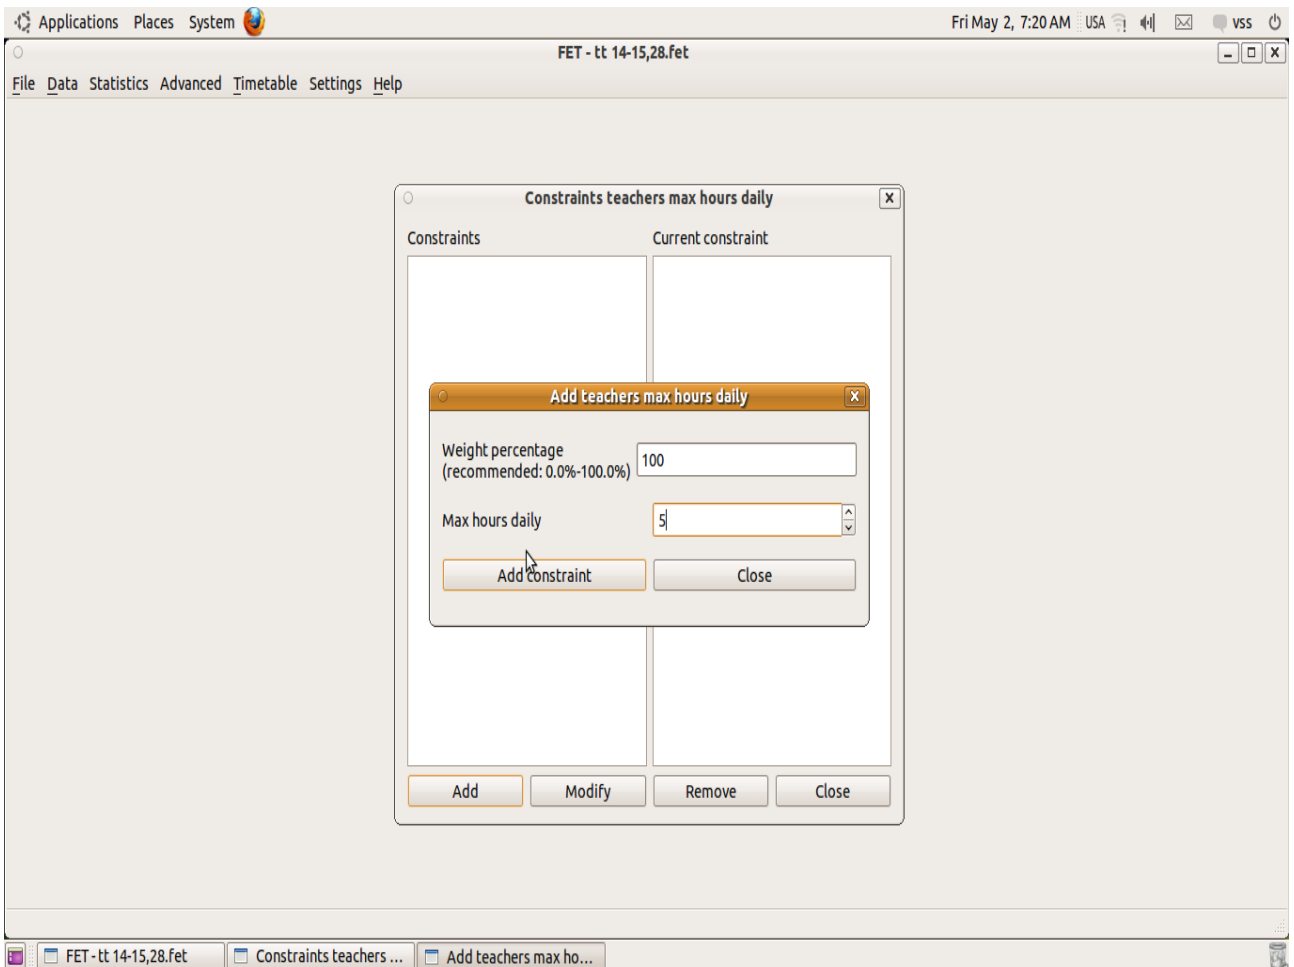 Applications Places System Fri May 2, 7:20 AM USA vss
FET - tt 14-15,28.fet
File Data Statistics Advanced Timetable Settings Help
Constraints teachers max hours daily
Constraints Current constraint
Add teachers max hours daily
Weight percentage
(recommended: 0.0%-100.0%) 100
Max hours daily 5
Add constraint Close
Add Modify Remove Close
FET - tt 14-15,28.fet Constraints teachers ... Add teachers max ho...